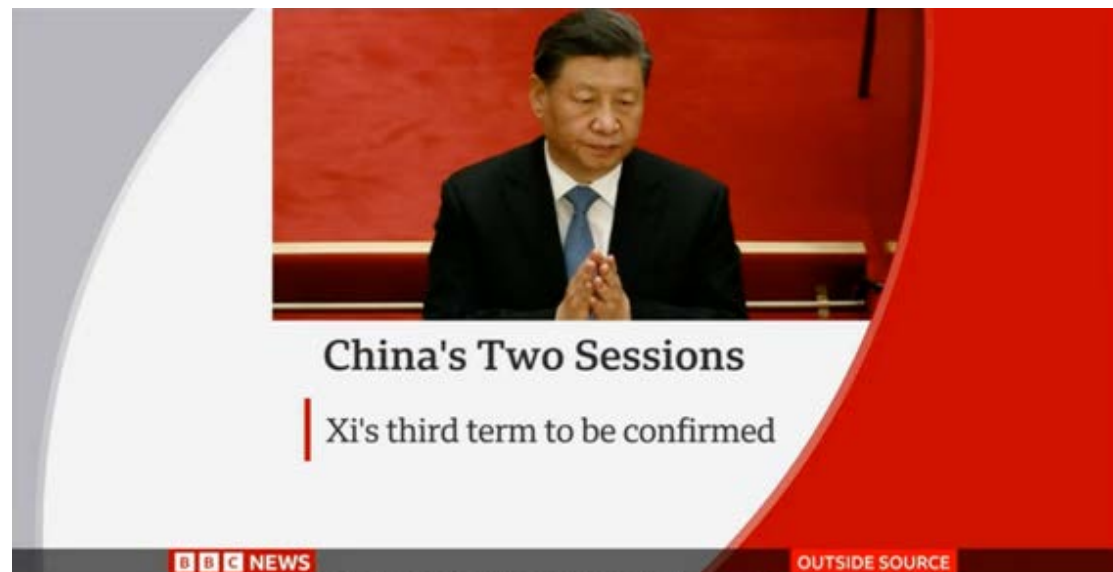 China's Two Sessions
Xi's third term to be confirmed
BBC NEWS
OUTSIDE SOURCE